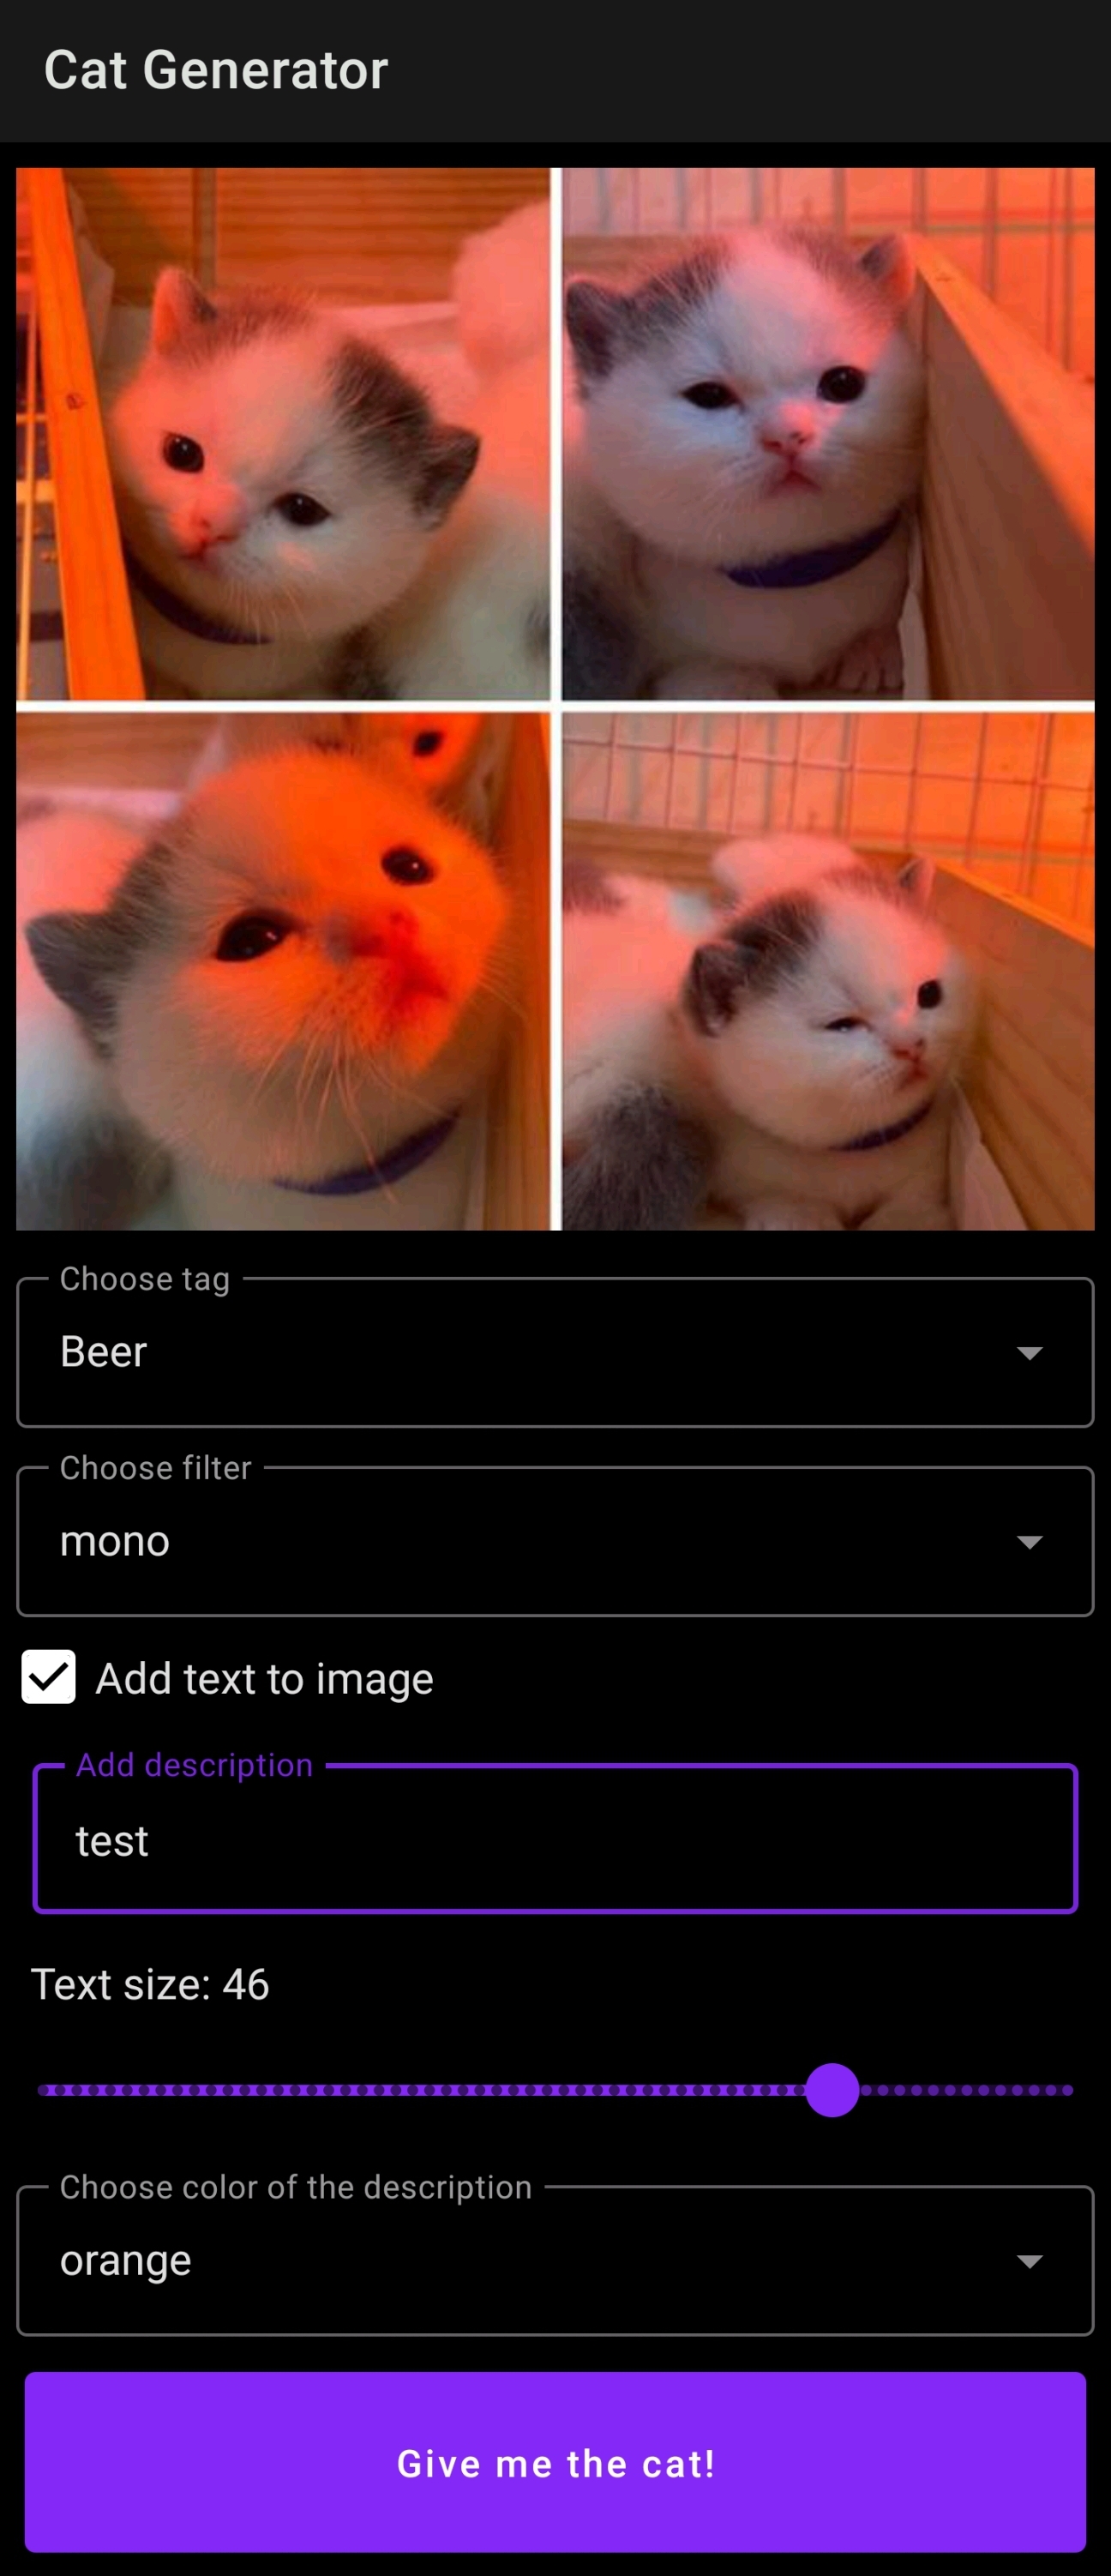 Cat Generator
Choose tag
Beer
Choose filter
mono
Add text to image
Add description
test
Text size: 46
Choose color of the description
orange
Give me the cat!